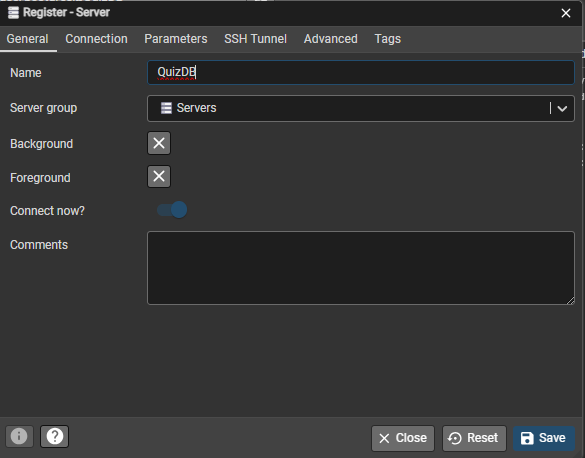 Register - Server
General Connection Parameters SSH Tunnel Advanced Tags
Name QuizDB
Server group Servers
Background
Foreground
Connect now?
Comments
Close Reset Save